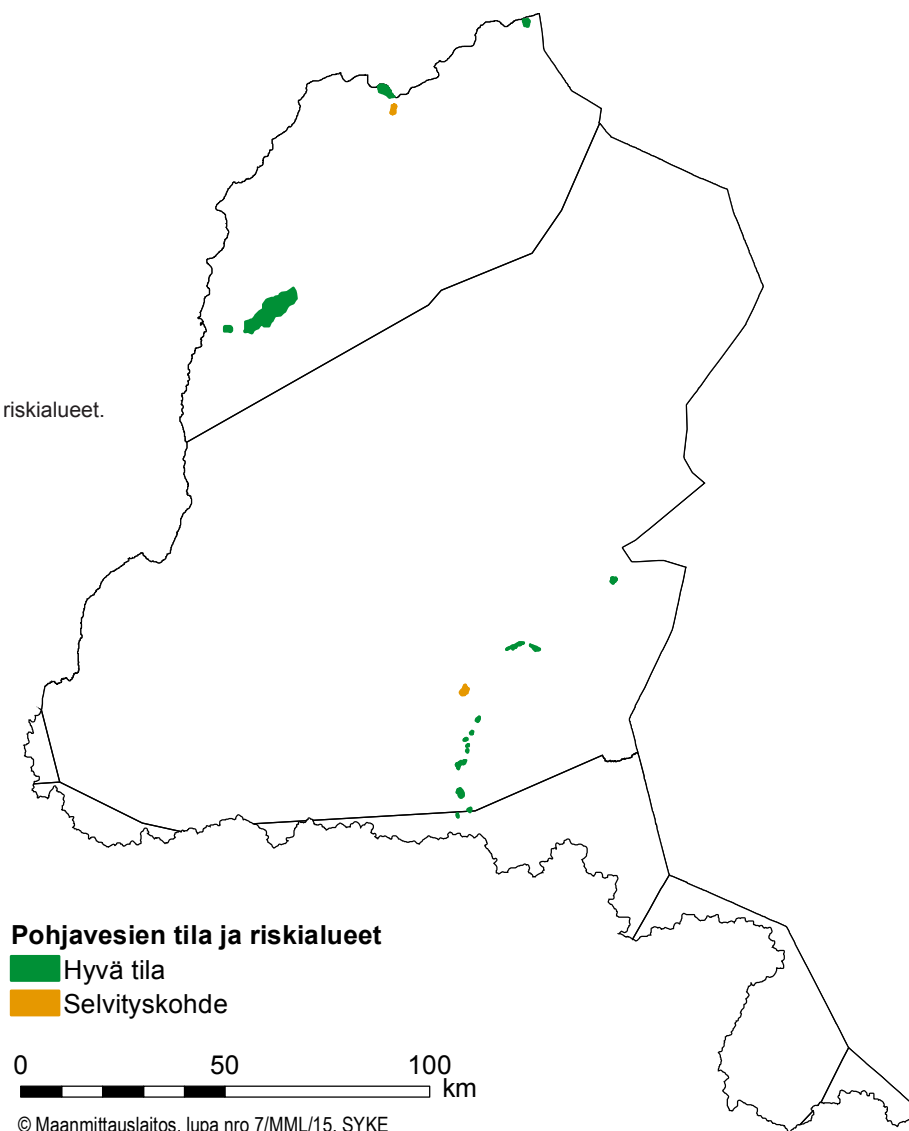 riskialueet.
Pohjavesien tila ja riskialueet
Hyvä tila
Selvityskohde
0 50 100
km
© Maanmittauslaitos, lupa nro 7/MML/15, SYKE